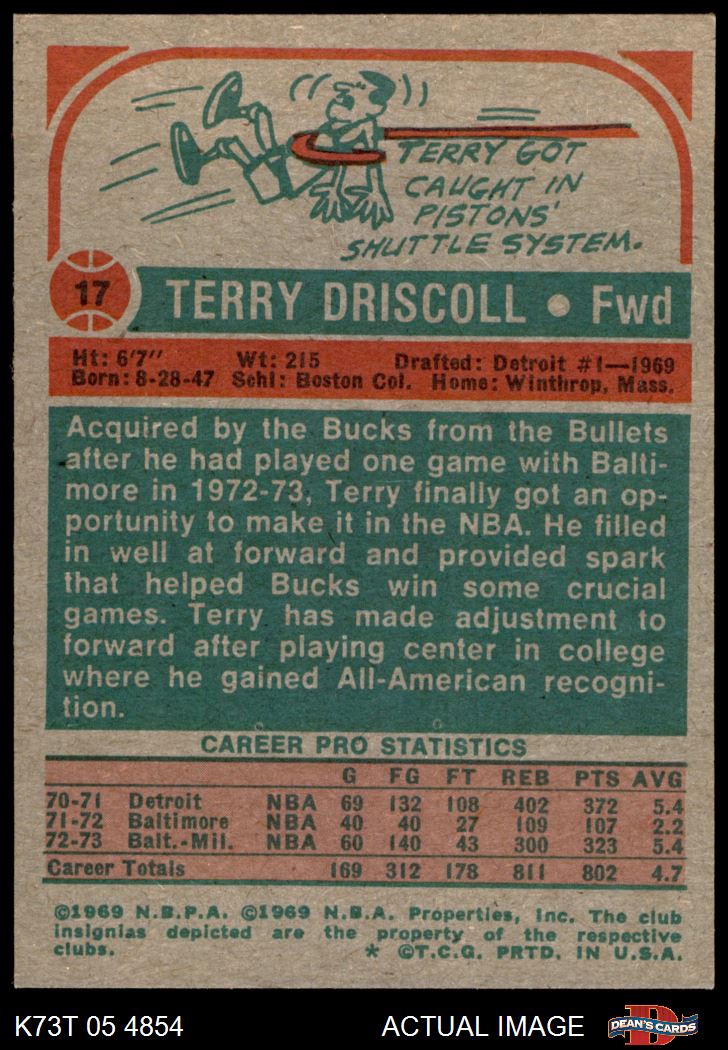 TERRY GOT
CAUGHT IN
PISTONS'
SHUTTLE SYSTEM.
17
TERRY DRISCOLL • Fwd
Ht: 6'7" Wt: 215 Drafted: Detroit #1—1969
Born: 8-28-47 Schl: Boston Col. Home: Winthrop, Mass.
Acquired by the Bucks from the Bullets
after he had played one game with Balti-
more in 1972-73, Terry finally got an op-
portunity to make it in the NBA. He filled
in well at forward and provided spark
that helped Bucks win some crucial
games. Terry has made adjustment to
forward after playing center in college
where he gained All-American recogni-
tion.
CAREER PRO STATISTICS
G FG FT REB PTS AVG
70-71 Detroit NBA 69 132 108 402 372 5.4
71-72 Baltimore NBA 40 40 27 109 107 2.2
72-73 Balt.-Mil. NBA 60 140 43 300 323 5.4
Career Totals 169 312 178 811 802 4.7
©1969 N.B.P.A. ©1969 N.B.A. Properties, Inc. The club
insignias depicted are the property of the respective
clubs. * ©T.C.G. PRTD. IN U.S.A.
K73T 05 4854 ACTUAL IMAGE D DEAN'S CARDS